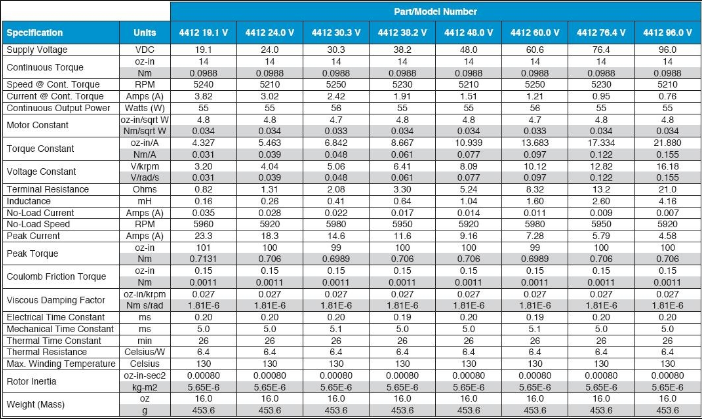 Part/Model Number
Specification Units 4412 19.1 V 4412 24.0 V 4412 30.3 V 4412 38.2 V 4412 48.0 V 4412 60.0 V 4412 76.4 V 4412 96.0 V
Supply Voltage VDC 19.1 24.0 30.3 38.2 48.0 60.6 76.4 96.0
Continuous Torque oz-in 14 14 14 14 14 14 14 14
Nm 0.0988 0.0988 0.0988 0.0988 0.0988 0.0988 0.0988 0.0988
Speed @ Cont. Torque RPM 5240 5210 5250 5230 5210 5250 5230 5210
Current @ Cont. Torque Amps (A) 3.82 3.02 2.42 1.91 1.51 1.21 0.95 0.76
Continuous Output Power Watts (W) 55 55 56 55 55 56 55 55
Motor Constant oz-in/sqrt W 4.8 4.8 4.7 4.8 4.8 4.7 4.8 4.8
Nm/sqrt W 0.034 0.034 0.033 0.034 0.034 0.033 0.034 0.034
Torque Constant oz-in/A 4.327 5.463 6.842 8.667 10.939 13.683 17.334 21.880
Nm/A 0.031 0.039 0.048 0.061 0.077 0.097 0.122 0.155
Voltage Constant V/krpm 3.20 4.04 5.06 6.41 8.09 10.12 12.82 16.18
V/rad/s 0.031 0.039 0.048 0.061 0.077 0.097 0.122 0.155
Terminal Resistance Ohms 0.82 1.31 2.08 3.30 5.24 8.32 13.2 21.0
Inductance mH 0.16 0.26 0.41 0.64 1.04 1.60 2.60 4.16
No-Load Current Amps (A) 0.035 0.028 0.022 0.017 0.014 0.011 0.009 0.007
No-Load Speed RPM 5960 5920 5980 5950 5920 5980 5950 5920
Peak Current Amps (A) 23.3 18.3 14.6 11.6 9.16 7.28 5.79 4.58
Peak Torque oz-in 101 100 99 100 100 99 100 100
Nm 0.7131 0.706 0.6989 0.706 0.706 0.6989 0.706 0.706
Coulomb Friction Torque oz-in 0.15 0.15 0.15 0.15 0.15 0.15 0.15 0.15
Nm 0.0011 0.0011 0.0011 0.0011 0.0011 0.0011 0.0011 0.0011
Viscous Damping Factor oz-in/krpm 0.027 0.027 0.027 0.027 0.027 0.027 0.027 0.027
Nm s/rad 1.81E-6 1.81E-6 1.81E-6 1.81E-6 1.81E-6 1.81E-6 1.81E-6 1.81E-6
Electrical Time Constant ms 0.20 0.20 0.20 0.19 0.20 0.19 0.20 0.20
Mechanical Time Constant ms 5.0 5.0 5.1 5.0 5.0 5.1 5.0 5.0
Thermal Time Constant min 26 26 26 26 26 26 26 26
Thermal Resistance Celsius/W 6.4 6.4 6.4 6.4 6.4 6.4 6.4 6.4
Max. Winding Temperature Celsius 130 130 130 130 130 130 130 130
Rotor Inertia oz-in-sec2 0.00080 0.00080 0.00080 0.00080 0.00080 0.00080 0.00080 0.00080
kg-m2 5.65E-6 5.65E-6 5.65E-6 5.65E-6 5.65E-6 5.65E-6 5.65E-6 5.65E-6
Weight (Mass) oz 16.0 16.0 16.0 16.0 16.0 16.0 16.0 16.0
g 453.6 453.6 453.6 453.6 453.6 453.6 453.6 453.6